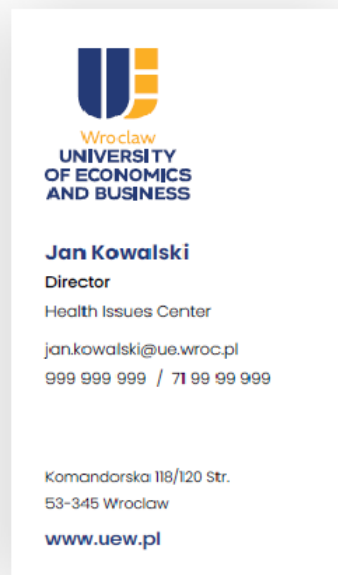 Wroclaw
UNIVERSITY
OF ECONOMICS
AND BUSINESS
Jan Kowalski
Director
Health Issues Center
jan.kowalski@ue.wroc.pl
999 999 999 / 71 99 99 999
Komandorska 118/120 Str.
53-345 Wroclaw
www.uew.pl